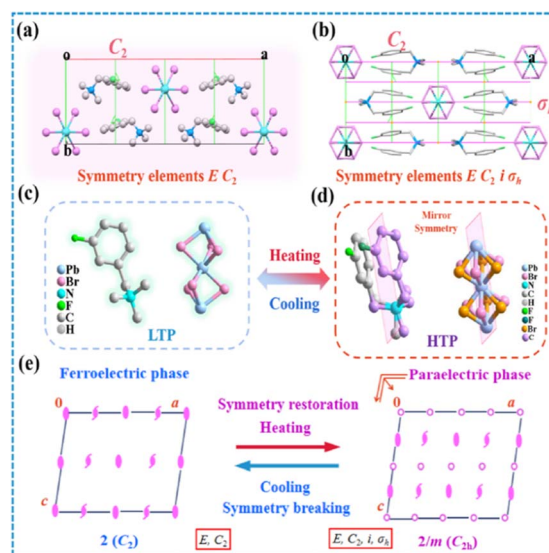 (a)
C2
o
a
b
Symmetry elements E C2
(b)
C2
o
a
b
Symmetry elements E C2 i σh
(c)
Pb
Br
N
F
C
H
LTP
Heating
Cooling
(d)
Mirror
Symmetry
Pb
Br
N
C
H
F
F
Br
C
HTP
(e)
Ferroelectric phase
0
a
c
2 (C2)
E, C2
Symmetry restoration
Heating
Cooling
Symmetry breaking
Paraelectric phase
0
a
c
E, C2, i, σh
2/m (C2h)